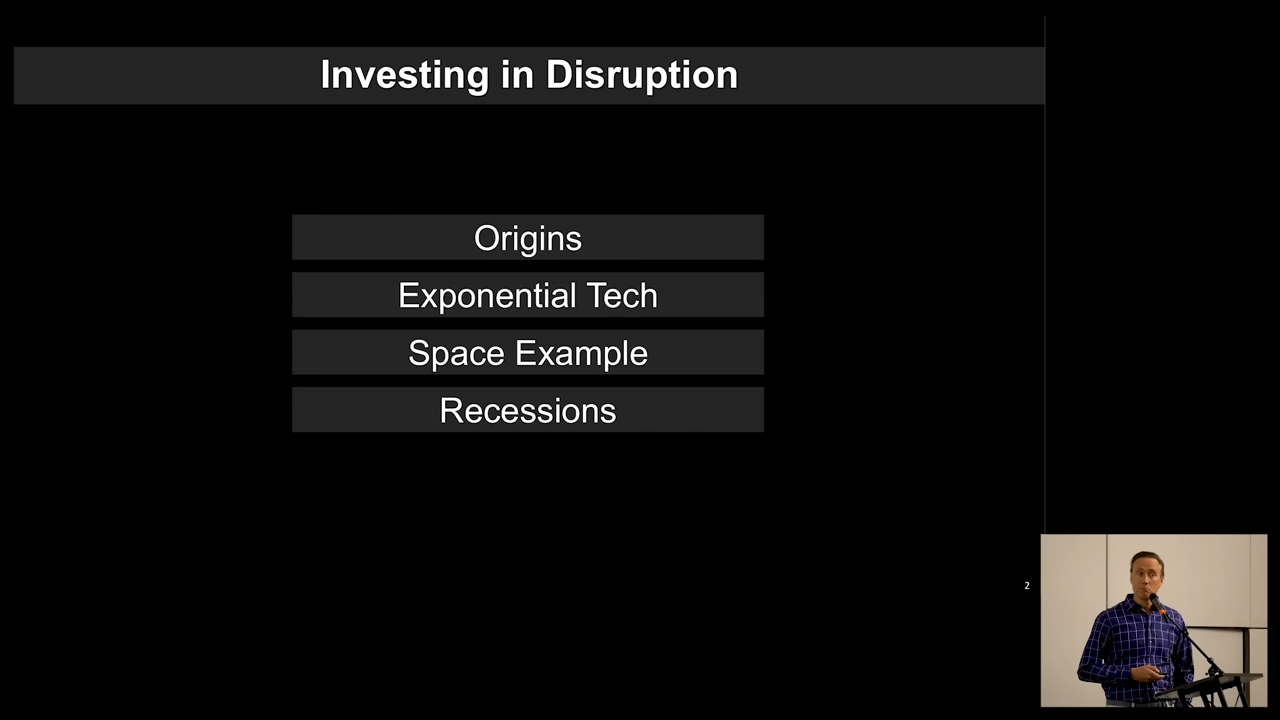 Investing in Disruption
Origins
Exponential Tech
Space Example
Recessions
2